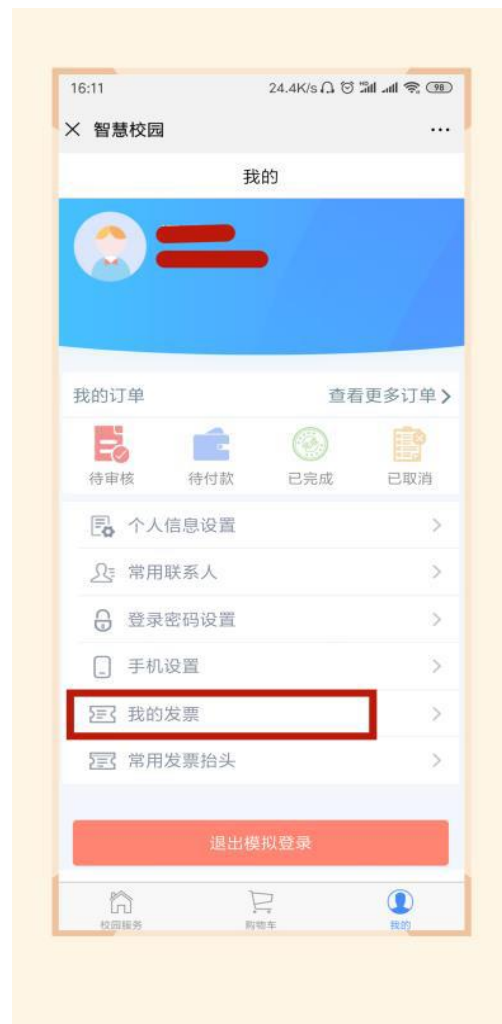 16:11 24.4K/s HD 98
智慧校园
我的
我的订单 查看更多订单
待审核 待付款 已完成 已取消
个人信息设置
常用联系人
登录密码设置
手机设置
我的发票
常用发票抬头
退出模拟登录
校园服务 购物车 我的